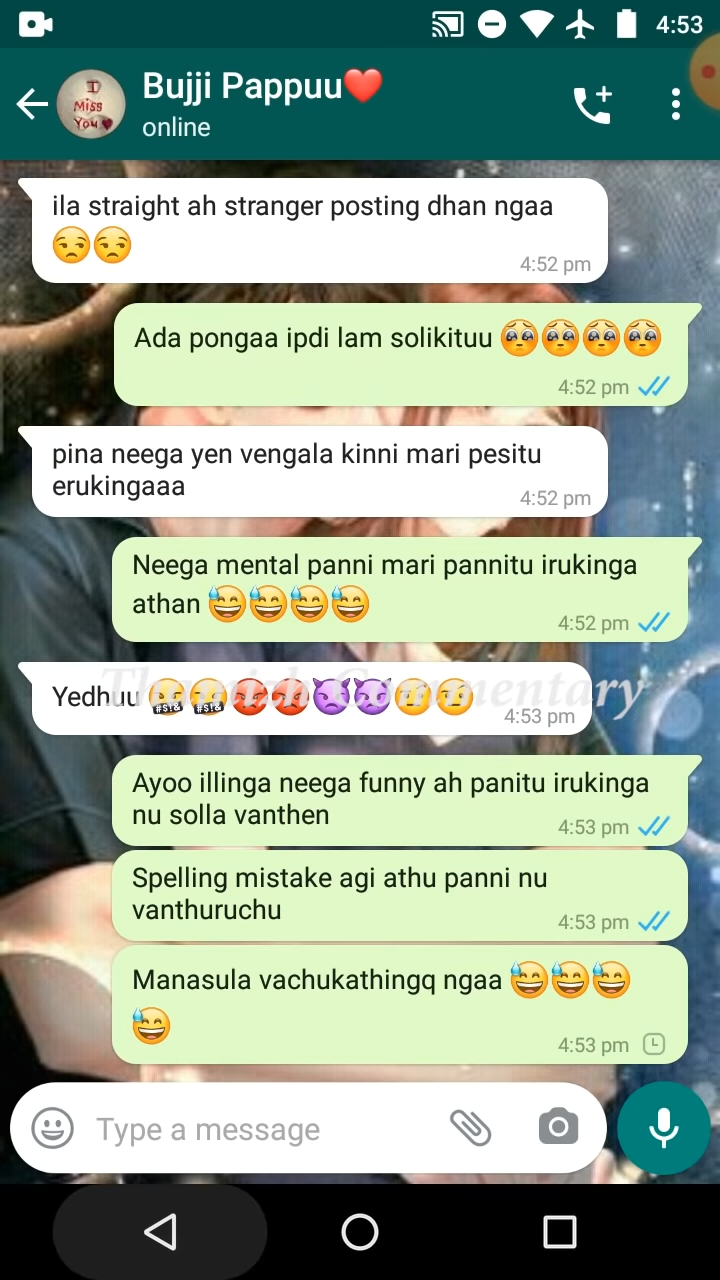 4:53
I
Miss
You
Bujji Pappuu❤️
online
ila straight ah stranger posting dhan ngaa
😒😒
4:52 pm
Ada pongaa ipdi lam solikituu 🥺🥺🥺🥺
4:52 pm
pina neega yen vengala kinni mari pesitu
erukingaaa
4:52 pm
Neega mental panni mari pannitu irukinga
athan 😅😅😅😅
4:52 pm
Yedhuu 🤬🤬😡😡👿👿😑😑
4:53 pm
Thamizh Commentary
Ayoo illinga neega funny ah panitu irukinga
nu solla vanthen
4:53 pm
Spelling mistake agi athu panni nu
vanthuruchu
4:53 pm
Manasula vachukathingq ngaa 😅😅😅
😅
4:53 pm
Type a message